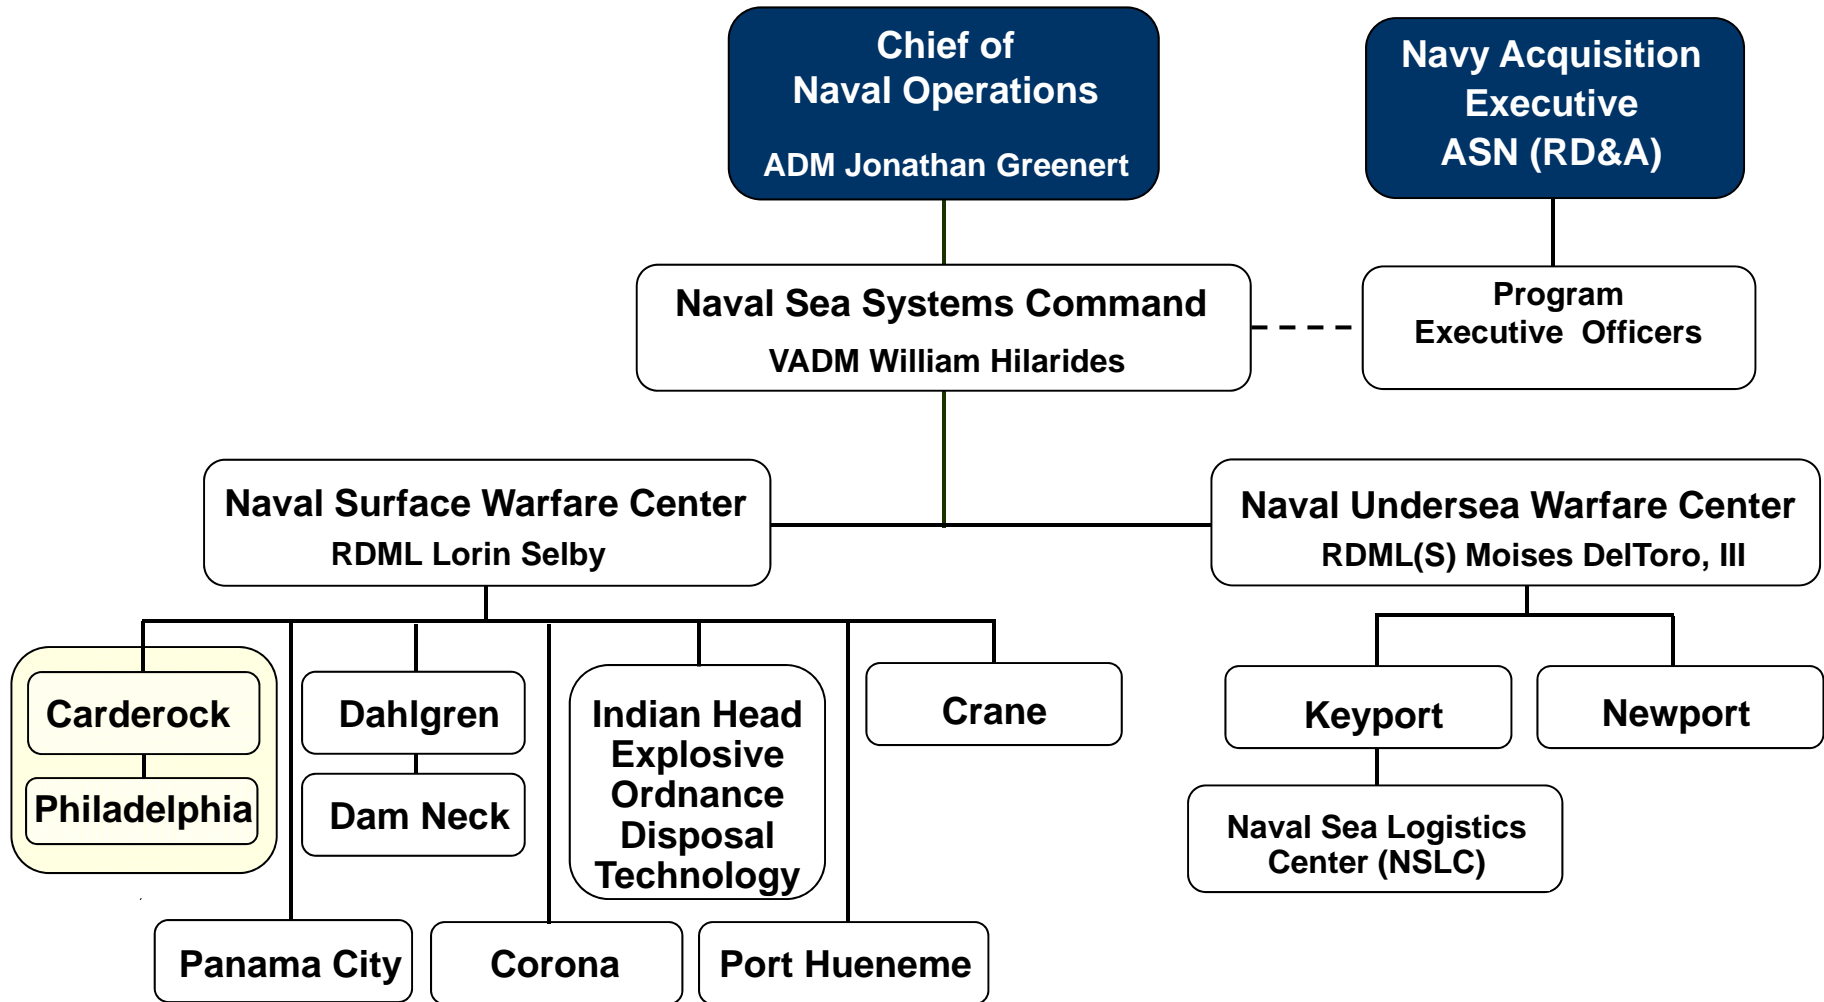 Chief of
Naval Operations
ADM Jonathan Greenert
Navy Acquisition
Executive
ASN (RD&A)
Naval Sea Systems Command
VADM William Hilarides
Program
Executive Officers
Naval Surface Warfare Center
RDML Lorin Selby
Naval Undersea Warfare Center
RDML(S) Moises DelToro, III
Carderock
Philadelphia
Dahlgren
Dam Neck
Indian Head
Explosive
Ordnance
Disposal
Technology
Crane
Keyport
Newport
Naval Sea Logistics
Center (NSLC)
Panama City
Corona
Port Hueneme